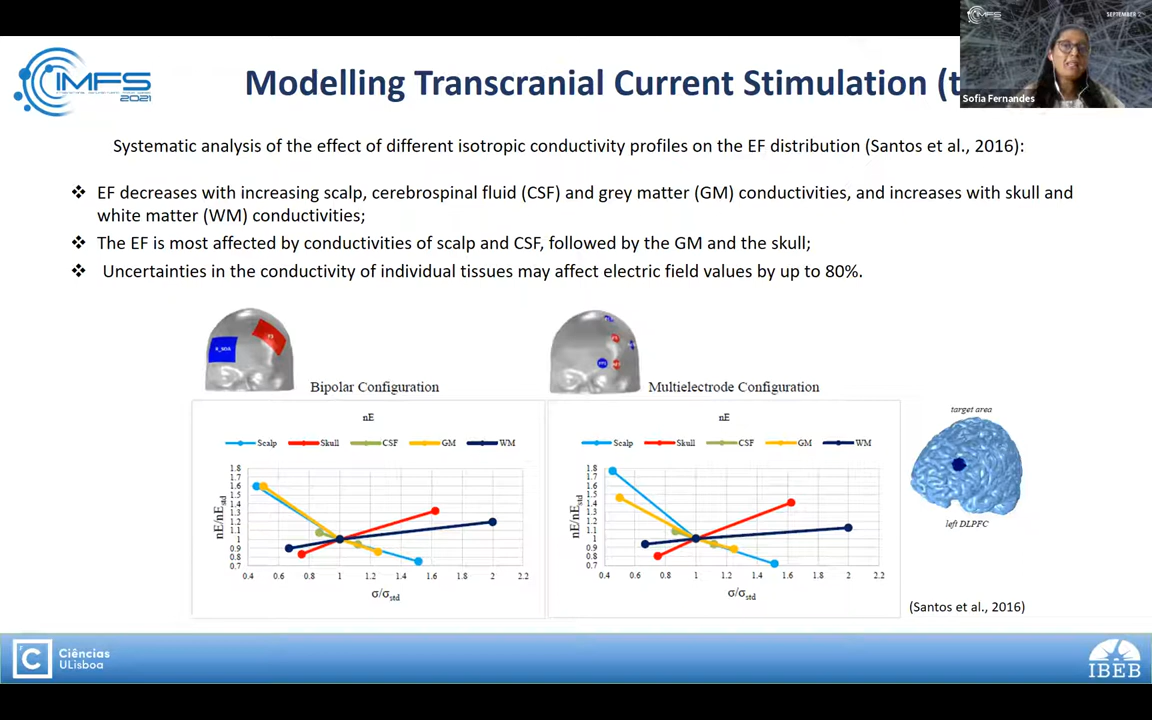 IMFS
2021
Modelling Transcranial Current Stimulation (t
IMFS
SEPTEMBER
Sofia Fernandes
Systematic analysis of the effect of different isotropic conductivity profiles on the EF distribution (Santos et al., 2016):
❖ EF decreases with increasing scalp, cerebrospinal fluid (CSF) and grey matter (GM) conductivities, and increases with skull and
white matter (WM) conductivities;
❖ The EF is most affected by conductivities of scalp and CSF, followed by the GM and the skull;
❖ Uncertainties in the conductivity of individual tissues may affect electric field values by up to 80%.
Bipolar Configuration
Multielectrode Configuration
nE
Scalp Skull CSF GM WM
1.8
1.7
1.6
1.5
1.4
1.3
1.2
1.1
1
0.9
0.8
0.7
nE/nEstd
0.4 0.6 0.8 1 1.2 1.4 1.6 1.8 2 2.2
σ/σstd
nE
Scalp Skull CSF GM WM
1.8
1.7
1.6
1.5
1.4
1.3
1.2
1.1
1
0.9
0.8
0.7
nE/nEstd
0.4 0.6 0.8 1 1.2 1.4 1.6 1.8 2 2.2
σ/σstd
target area
left DLPFC
(Santos et al., 2016)
C
Ciências
ULisboa
IBEB